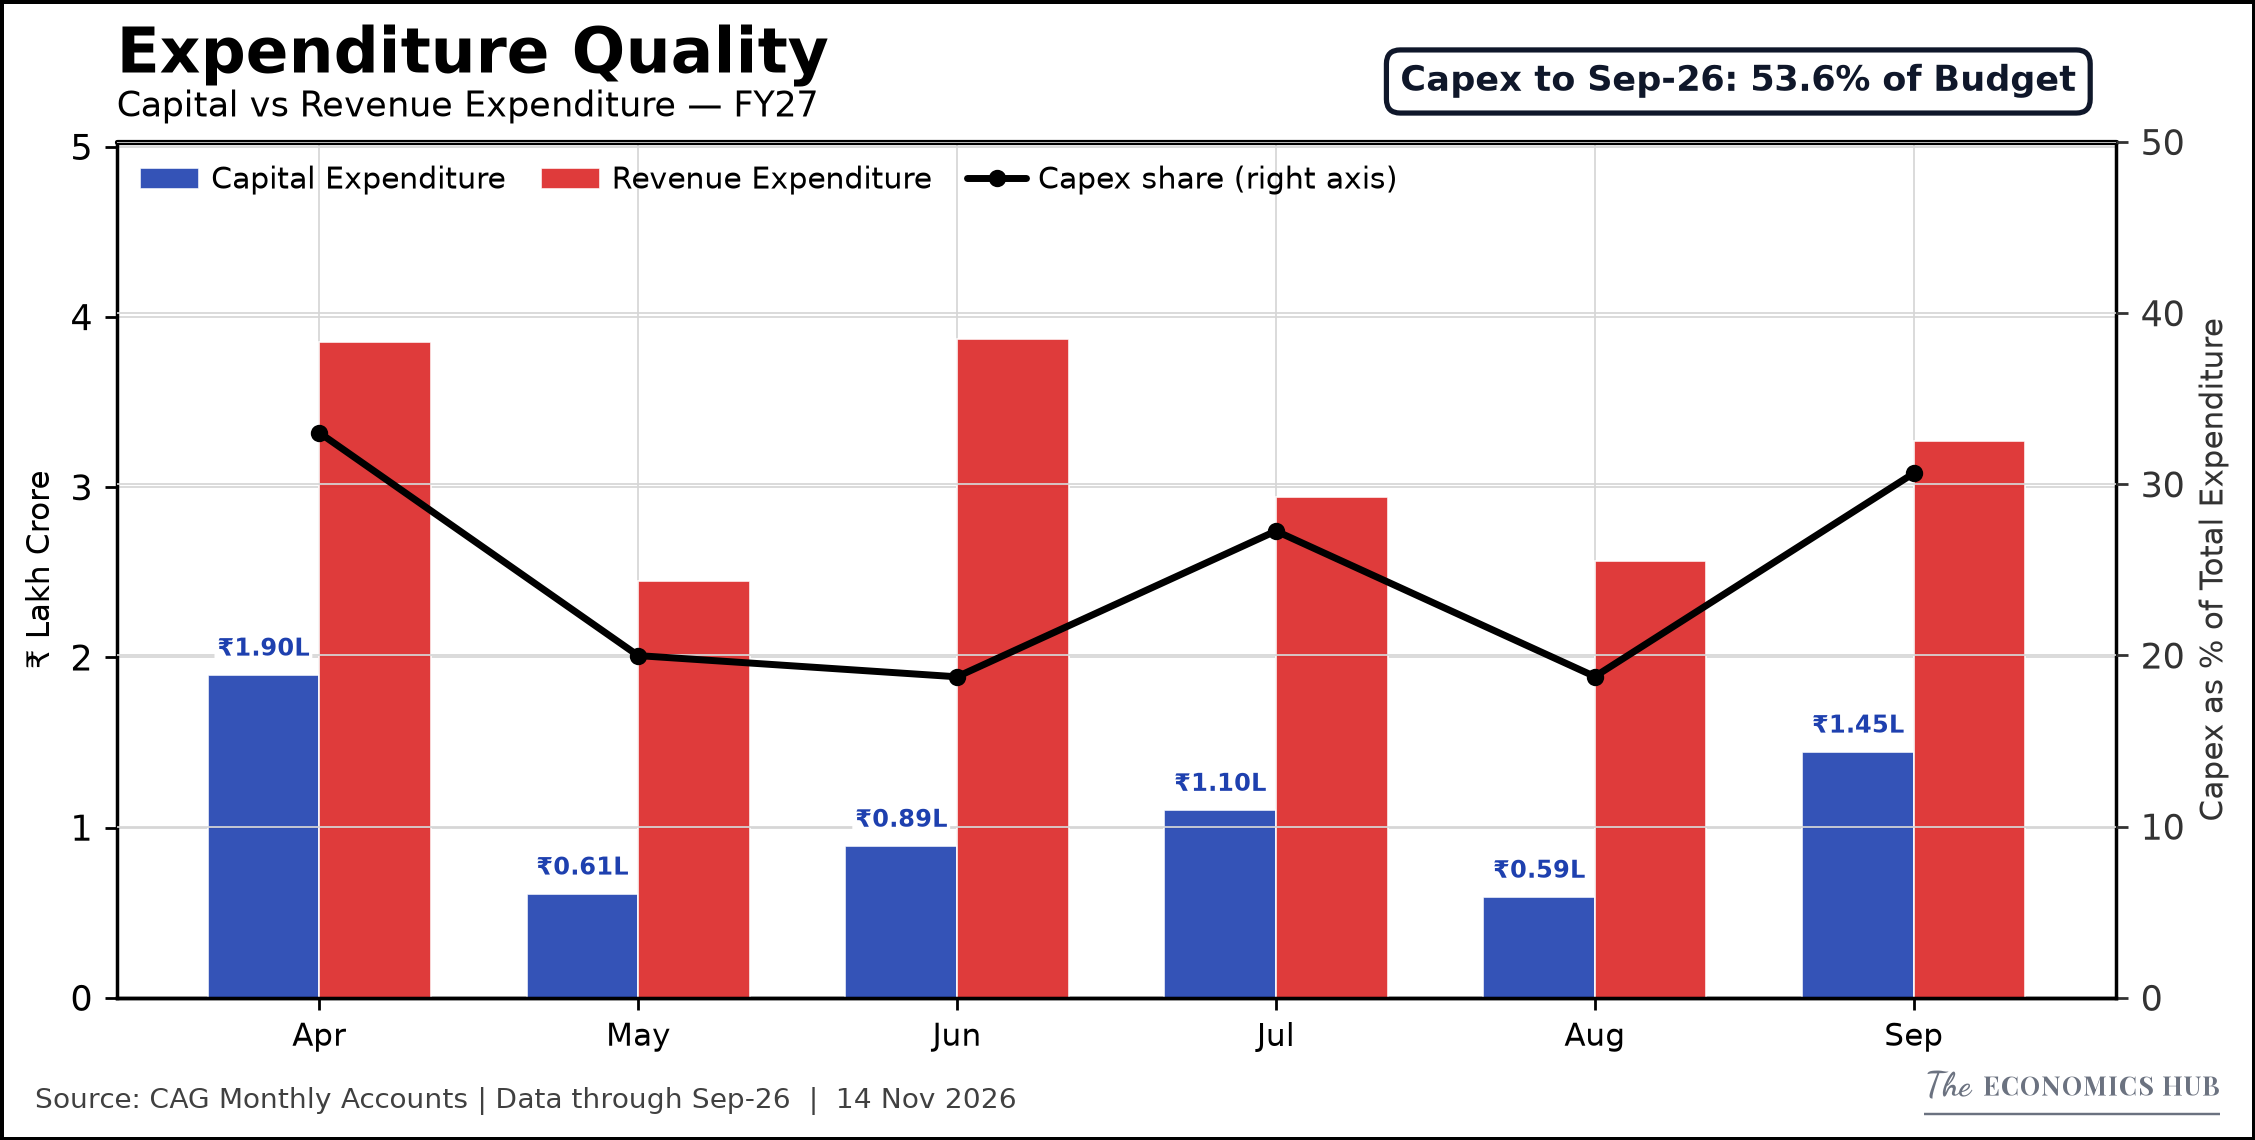 Expenditure Quality
Capital vs Revenue Expenditure — FY27
Capex to Sep-26: 53.6% of Budget
Capital Expenditure
Revenue Expenditure
Capex share (right axis)
₹ Lakh Crore
5
4
3
2
1
0
50
40
30
20
10
0
Capex as % of Total Expenditure
₹1.90L
₹0.61L
₹0.89L
₹1.10L
₹0.59L
₹1.45L
Apr
May
Jun
Jul
Aug
Sep
Source: CAG Monthly Accounts | Data through Sep-26 | 14 Nov 2026
The ECONOMICS HUB